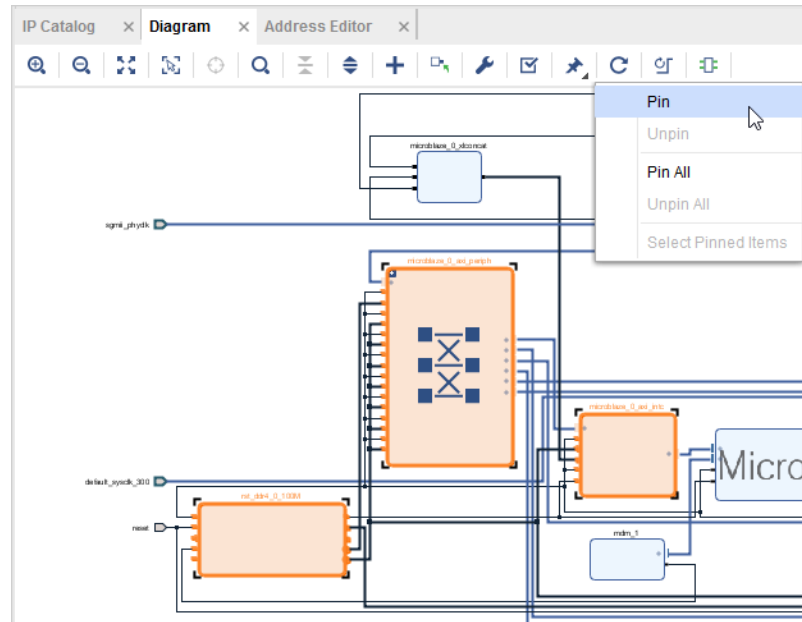 IP Catalog × Diagram × Address Editor ×
Pin
Unpin
Pin All
Unpin All
Select Pinned Items
microblaze_0_xlconcat
sgmii_phyclk
microblaze_0_axi_periph
microblaze_0_axi_intc
Micro
default_sysclk_300
rst_ddr4_0_100M
reset
mdm_1